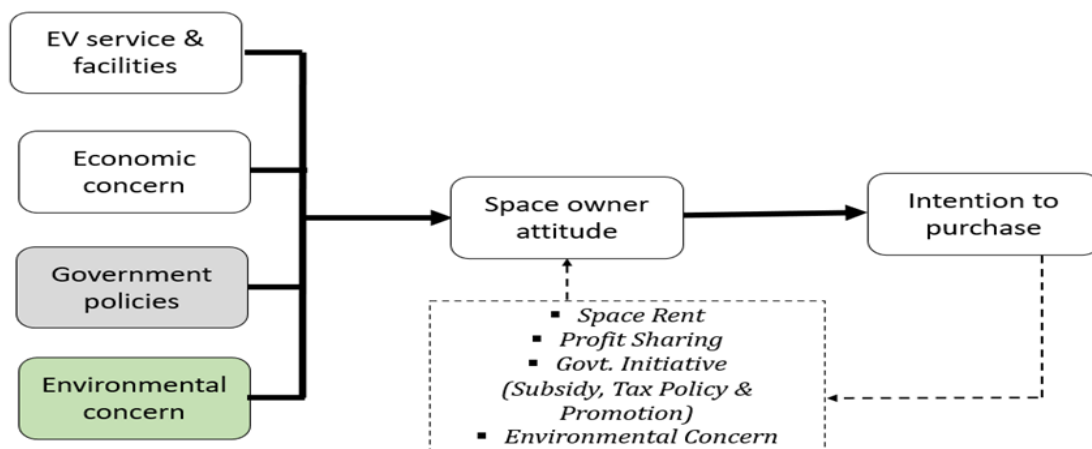 EV service &
facilities
Economic
concern
Government
policies
Environmental
concern
Space owner
attitude
Intention to
purchase
▪ Space Rent
▪ Profit Sharing
▪ Govt. Initiative
(Subsidy, Tax Policy &
Promotion)
▪ Environmental Concern